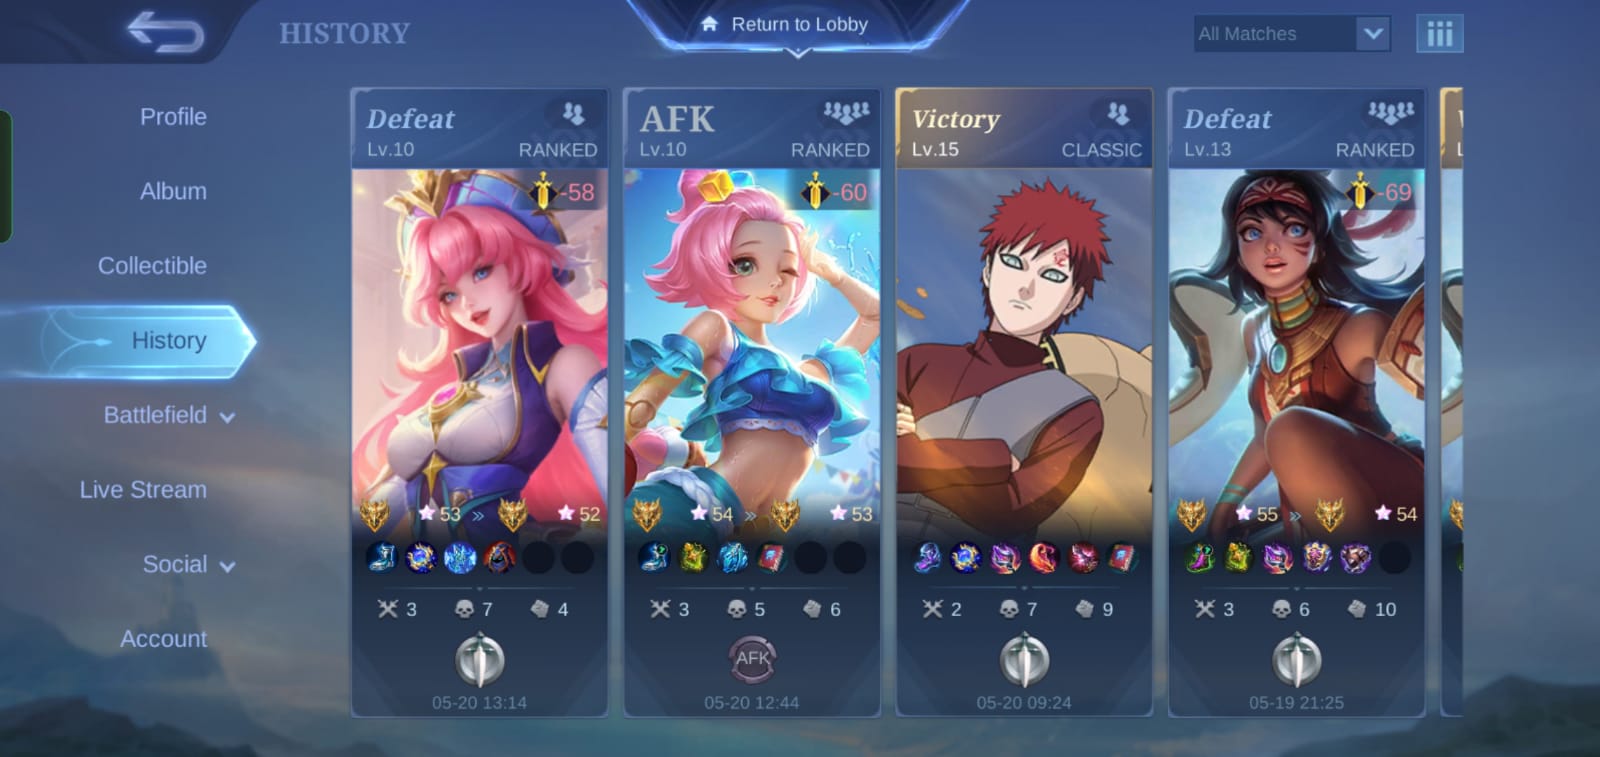 HISTORY
Return to Lobby
All Matches
Profile
Album
Collectible
History
Battlefield
Live Stream
Social
Account
Defeat
Lv.10 RANKED
-58
53 » 52
3 7 4
05-20 13:14
AFK
Lv.10 RANKED
-60
54 » 53
3 5 6
AFK
05-20 12:44
Victory
Lv.15 CLASSIC
2 7 9
05-20 09:24
Defeat
Lv.13 RANKED
-69
55 » 54
3 6 10
05-19 21:25